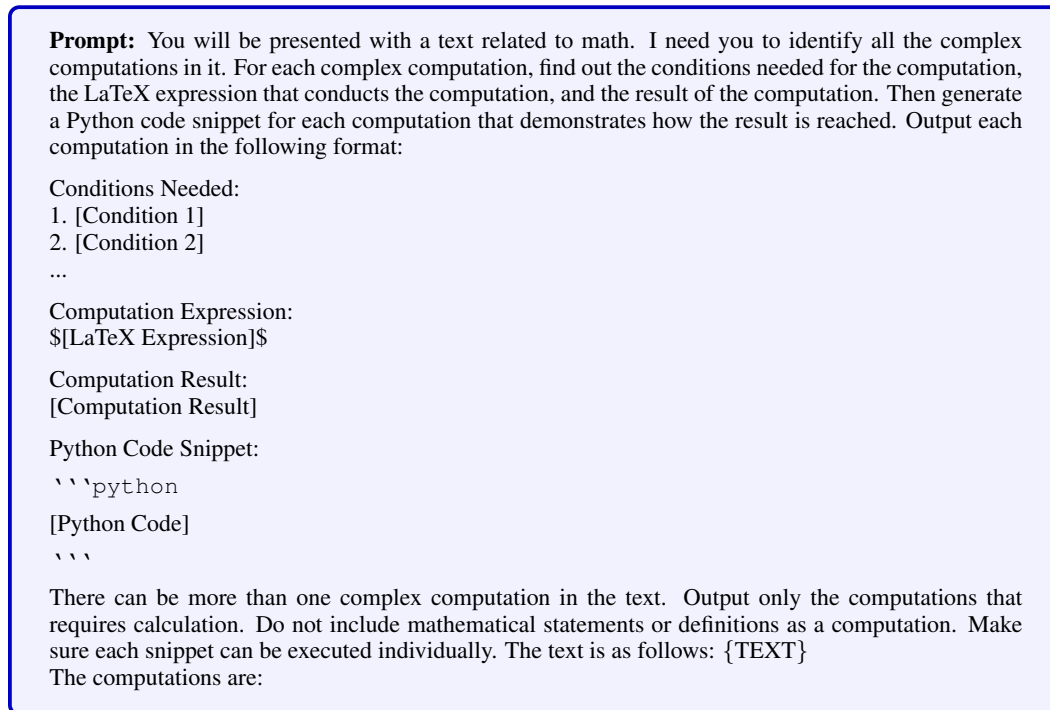 Prompt: You will be presented with a text related to math. I need you to identify all the complex
computations in it. For each complex computation, find out the conditions needed for the computation,
the LaTeX expression that conducts the computation, and the result of the computation. Then generate
a Python code snippet for each computation that demonstrates how the result is reached. Output each
computation in the following format:
Conditions Needed:
1. [Condition 1]
2. [Condition 2]
...
Computation Expression:
$[LaTeX Expression]$
Computation Result:
[Computation Result]
Python Code Snippet:
```python
[Python Code]
```
There can be more than one complex computation in the text. Output only the computations that
requires calculation. Do not include mathematical statements or definitions as a computation. Make
sure each snippet can be executed individually. The text is as follows: {TEXT}
The computations are: